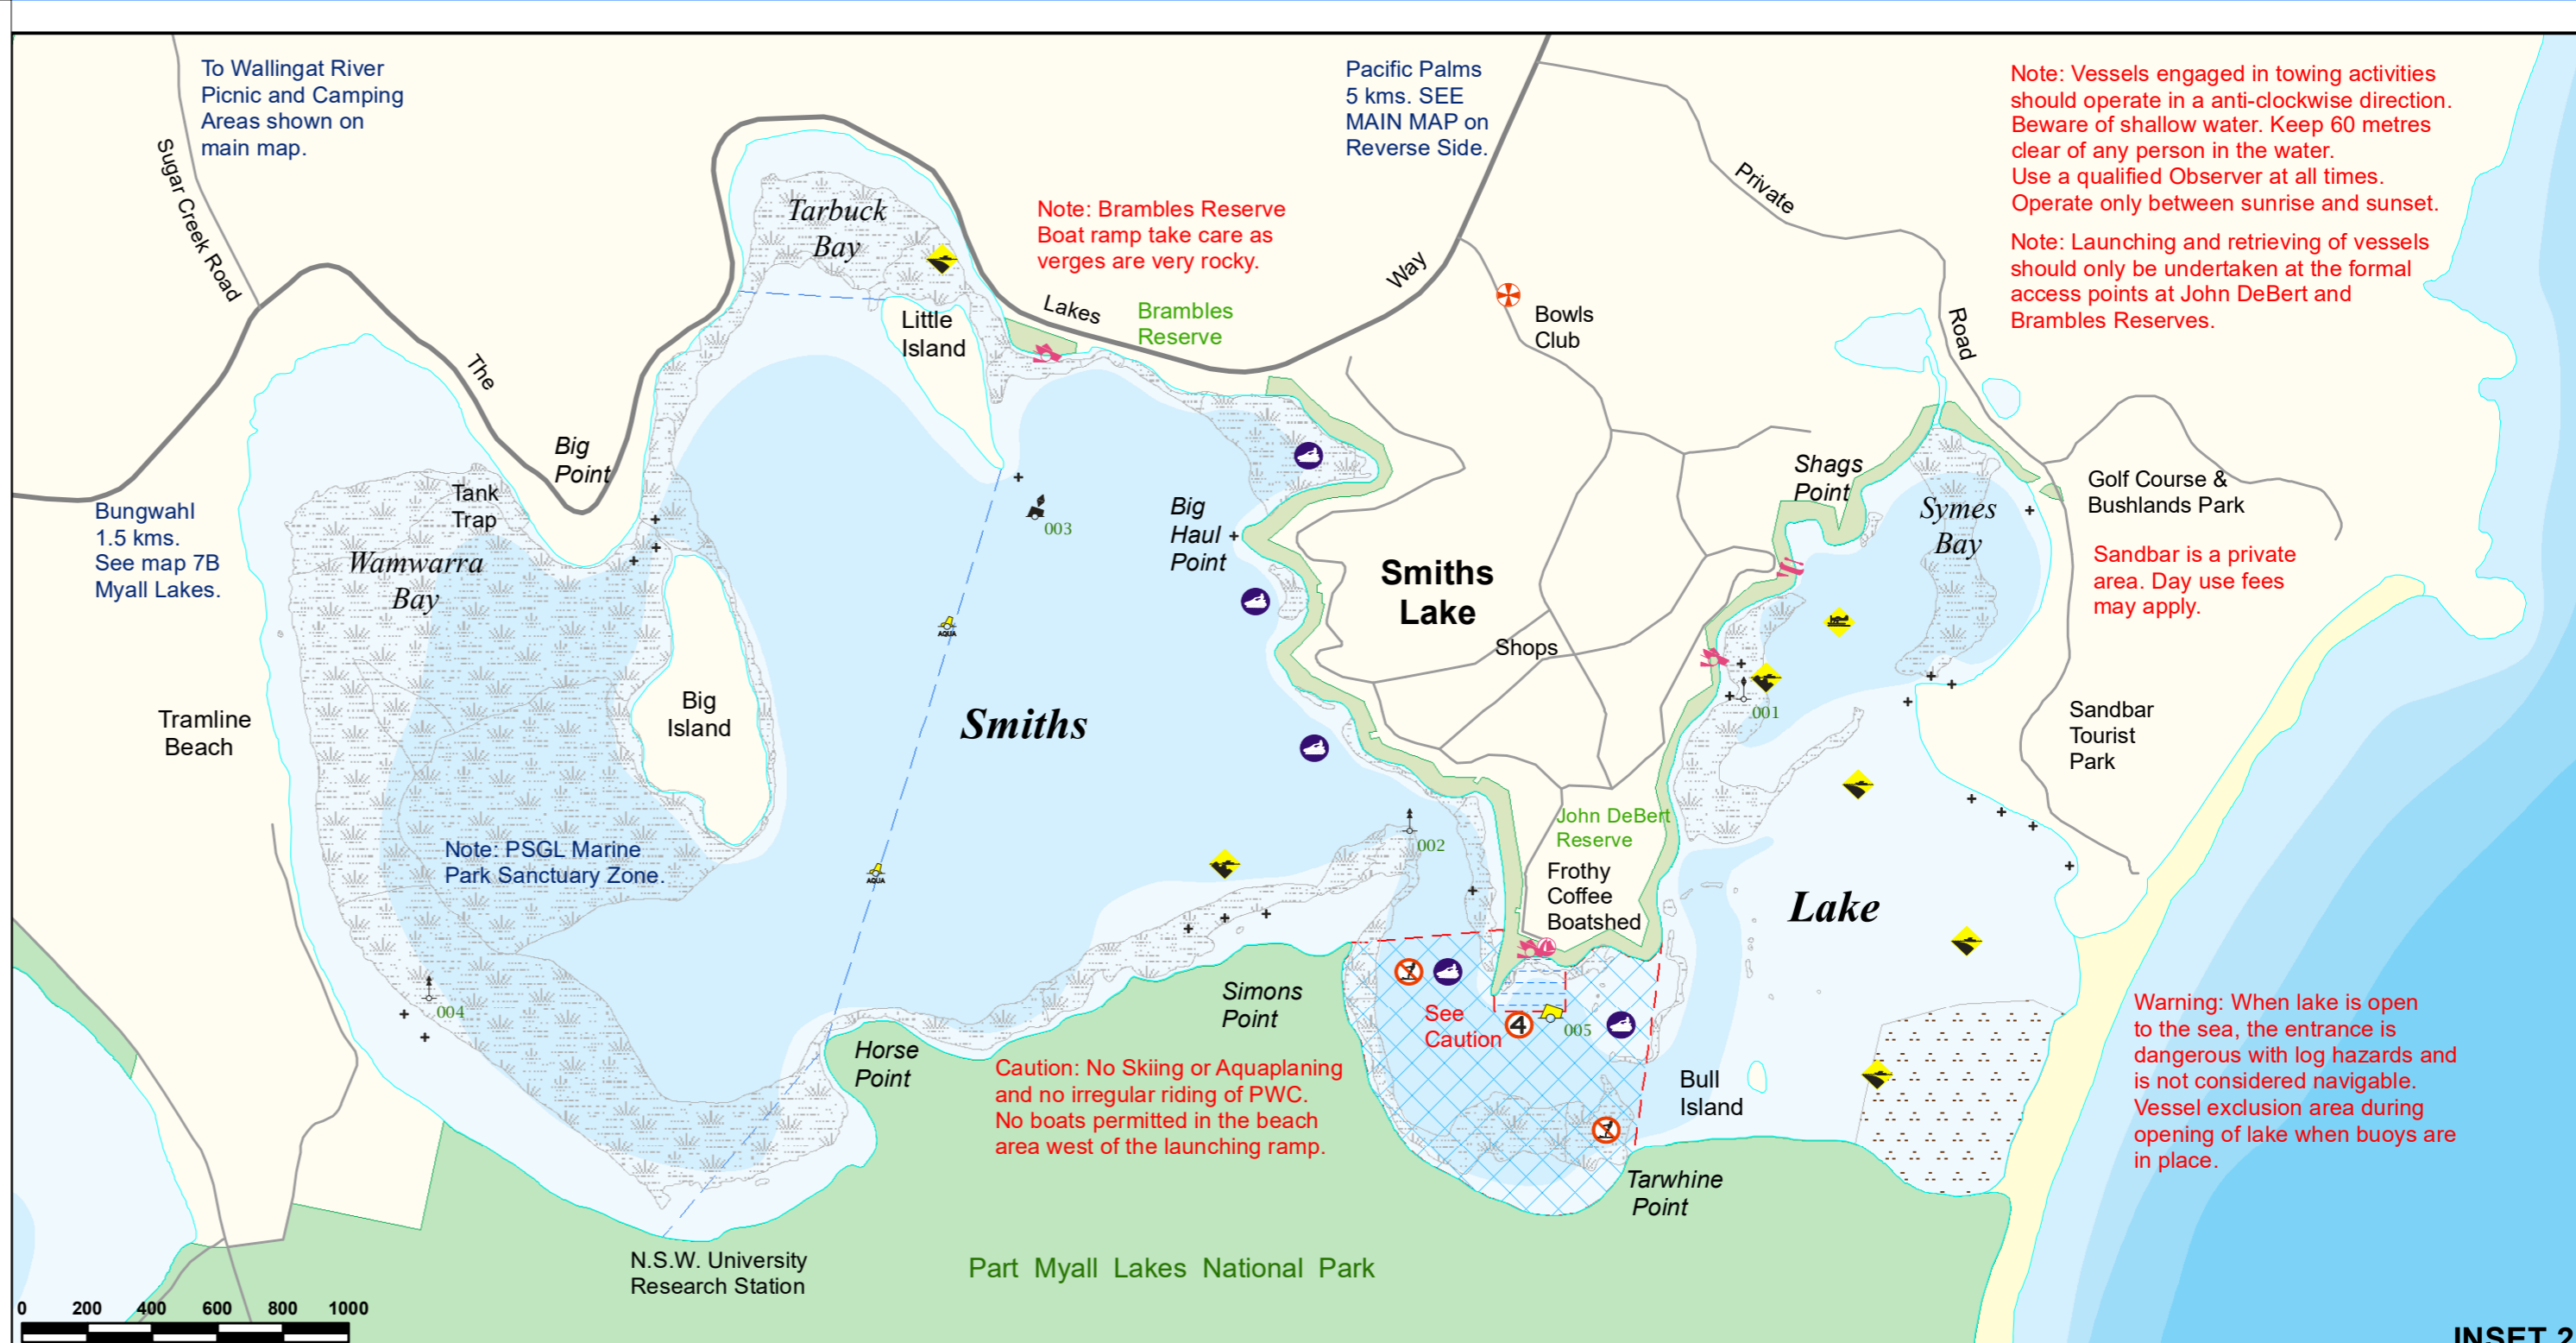 To Wallingat River
Picnic and Camping
Areas shown on
main map.
Pacific Palms
5 kms. SEE
MAIN MAP on
Reverse Side.
Note: Vessels engaged in towing activities
should operate in a anti-clockwise direction.
Beware of shallow water. Keep 60 metres
clear of any person in the water.
Use a qualified Observer at all times.
Operate only between sunrise and sunset.
Note: Launching and retrieving of vessels
should only be undertaken at the formal
access points at John DeBert and
Brambles Reserves.
Sugar Creek Road
Tarbuck
Bay
Note: Brambles Reserve
Boat ramp take care as
verges are very rocky.
Private
Road
The
Lakes
Way
Brambles
Reserve
Little
Island
Bowls
Club
Big
Point
Tank
Trap
Wamwarra
Bay
Bungwahl
1.5 kms.
See map 7B
Myall Lakes.
003
Big
Haul
Point
Smiths
Lake
Shops
Shags
Point
Symes
Bay
Golf Course &
Bushlands Park
Sandbar is a private
area. Day use fees
may apply.
AQUA
Tramline
Beach
Big
Island
Smiths
001
Sandbar
Tourist
Park
Note: PSGL Marine
Park Sanctuary Zone.
AQUA
002
John DeBert
Reserve
Frothy
Coffee
Boatshed
Lake
004
Simons
Point
See
Caution
4
005
Horse
Point
Caution: No Skiing or Aquaplaning
and no irregular riding of PWC.
No boats permitted in the beach
area west of the launching ramp.
Bull
Island
Warning: When lake is open
to the sea, the entrance is
dangerous with log hazards and
is not considered navigable.
Vessel exclusion area during
opening of lake when buoys are
in place.
Tarwhine
Point
N.S.W. University
Research Station
Part Myall Lakes National Park
0 200 400 600 800 1000
INSET 2